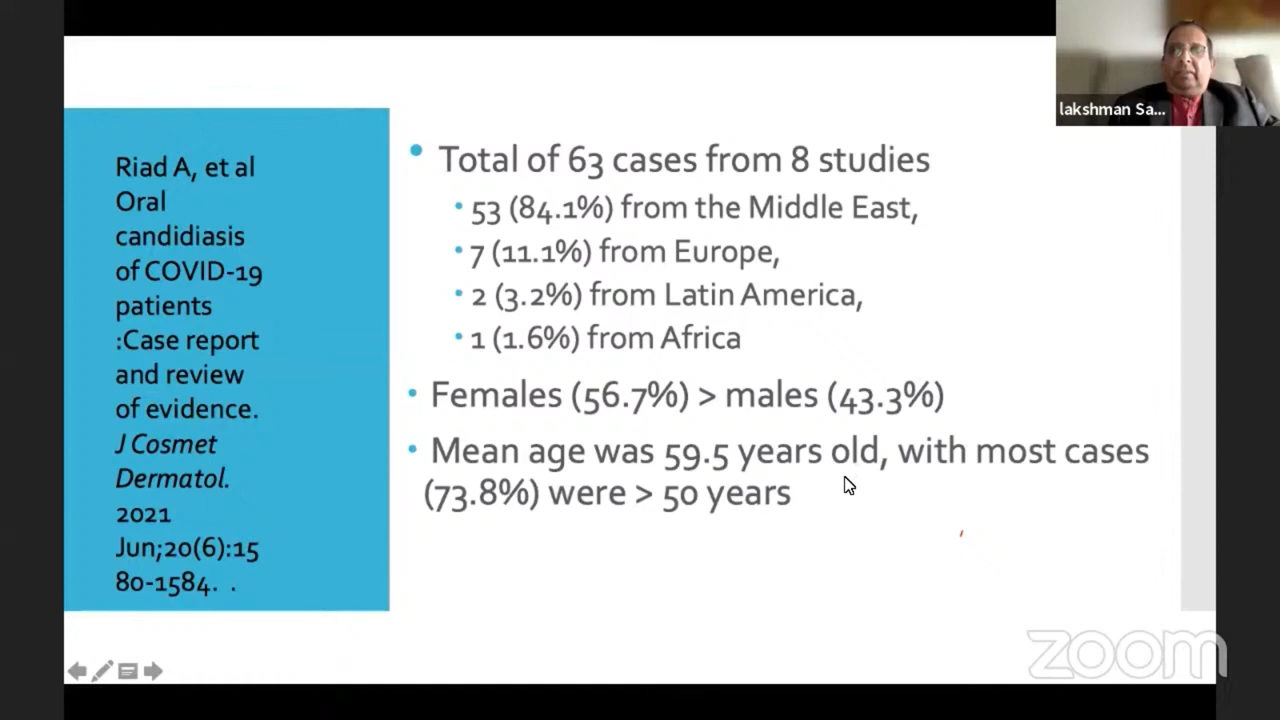 lakshman Sa...
Riad A, et al
Oral
candidiasis
of COVID-19
patients
:Case report
and review
of evidence.
J Cosmet
Dermatol.
2021
Jun;20(6):15
80-1584. .
• Total of 63 cases from 8 studies
• 53 (84.1%) from the Middle East,
• 7 (11.1%) from Europe,
• 2 (3.2%) from Latin America,
• 1 (1.6%) from Africa
• Females (56.7%) > males (43.3%)
• Mean age was 59.5 years old, with most cases
(73.8%) were > 50 years
zoom